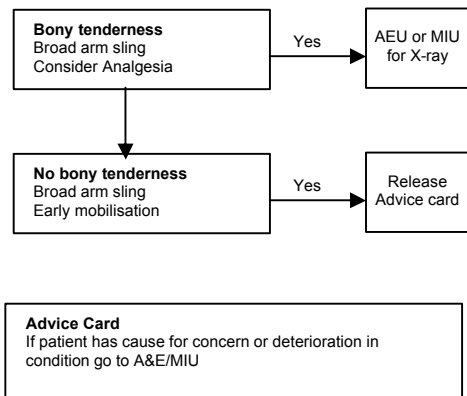 Bony tenderness
Broad arm sling
Consider Analgesia
Yes
AEU or MIU
for X-ray
No bony tenderness
Broad arm sling
Early mobilisation
Yes
Release
Advice card
Advice Card
If patient has cause for concern or deterioration in
condition go to A&E/MIU